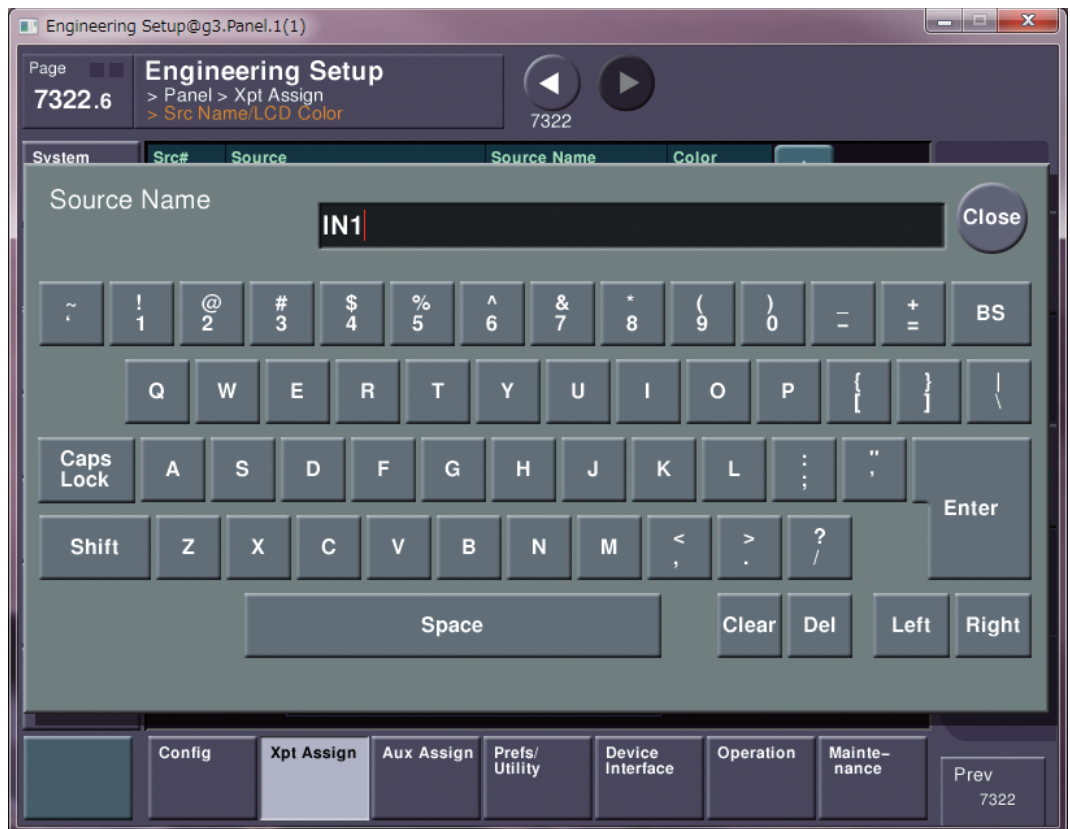 Engineering Setup@g3.Panel.1(1)
Page
7322.6
Engineering Setup
> Panel > Xpt Assign
> Src Name/LCD Color
7322
System Src# Source Source Name Color
Source Name
IN1
Close
~ ! @ # $ % ^ & * ( ) _ +
` 1 2 3 4 5 6 7 8 9 0 - = BS
Q W E R T Y U I O P { } |
[ ] \
Caps Lock A S D F G H J K L : "
; '
Enter
Shift Z X C V B N M < > ?
, . /
Space Clear Del Left Right
Config Xpt Assign Aux Assign Prefs/ Device Operation Mainte-
Utility Interface nance
Prev
7322